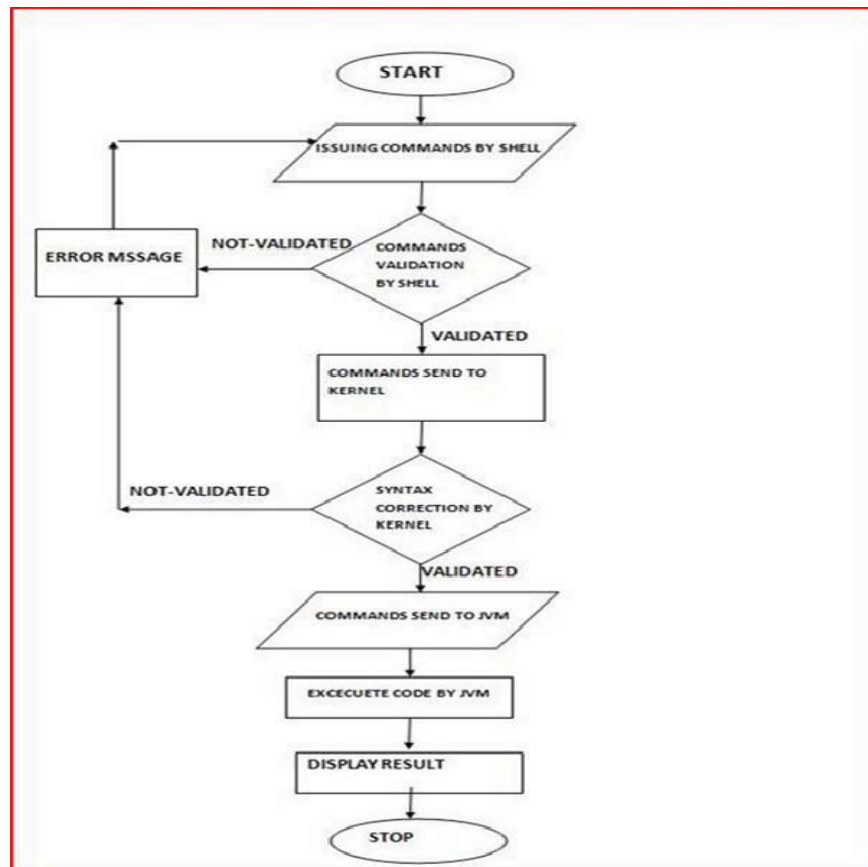 START
ISSUING COMMANDS BY SHELL
NOT-VALIDATED
COMMANDS
VALIDATION
BY SHELL
ERROR MSSAGE
VALIDATED
COMMANDS SEND TO
KERNEL
NOT-VALIDATED
SYNTAX
CORRECTION BY
KERNEL
VALIDATED
COMMANDS SEND TO JVM
EXCECUETE CODE BY JVM
DISPLAY RESULT
STOP